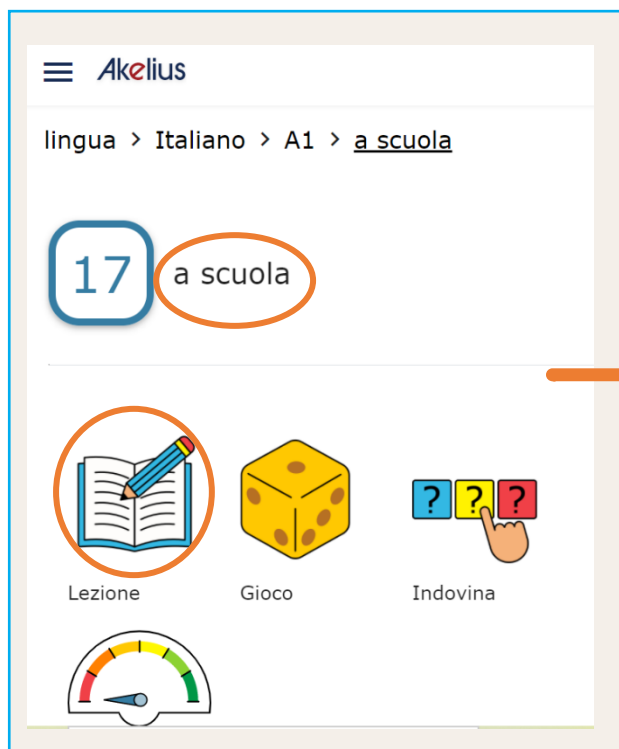 Akelius
lingua > Italiano > A1 > a scuola
17 a scuola
? ? ?
Lezione Gioco Indovina